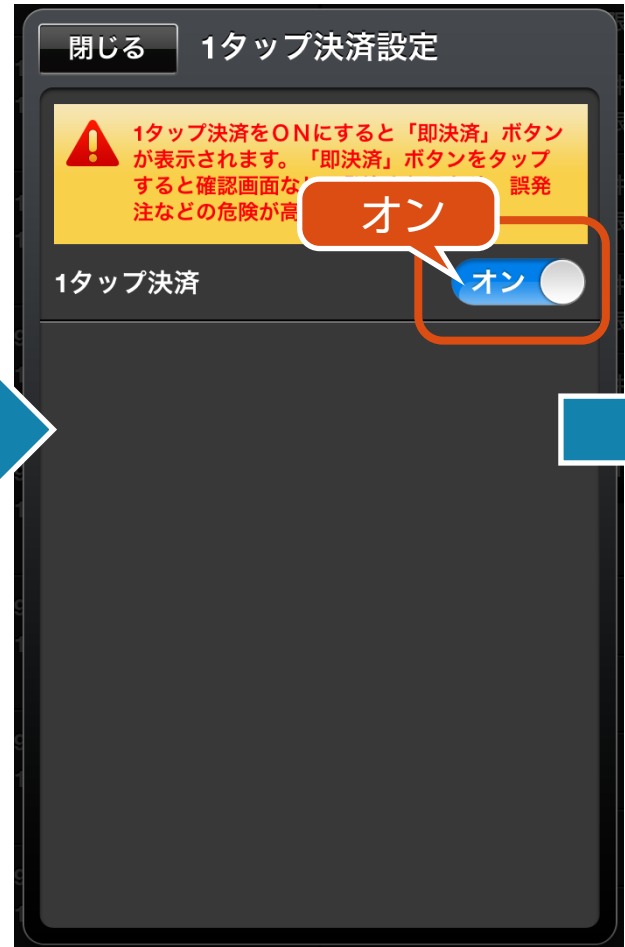 閉じる
1タップ決済設定
1タップ決済をONにすると「即決済」ボタン
が表示されます。「即決済」ボタンをタップ
すると確認画面な 誤発
注などの危険が高
オン
1タップ決済
オン